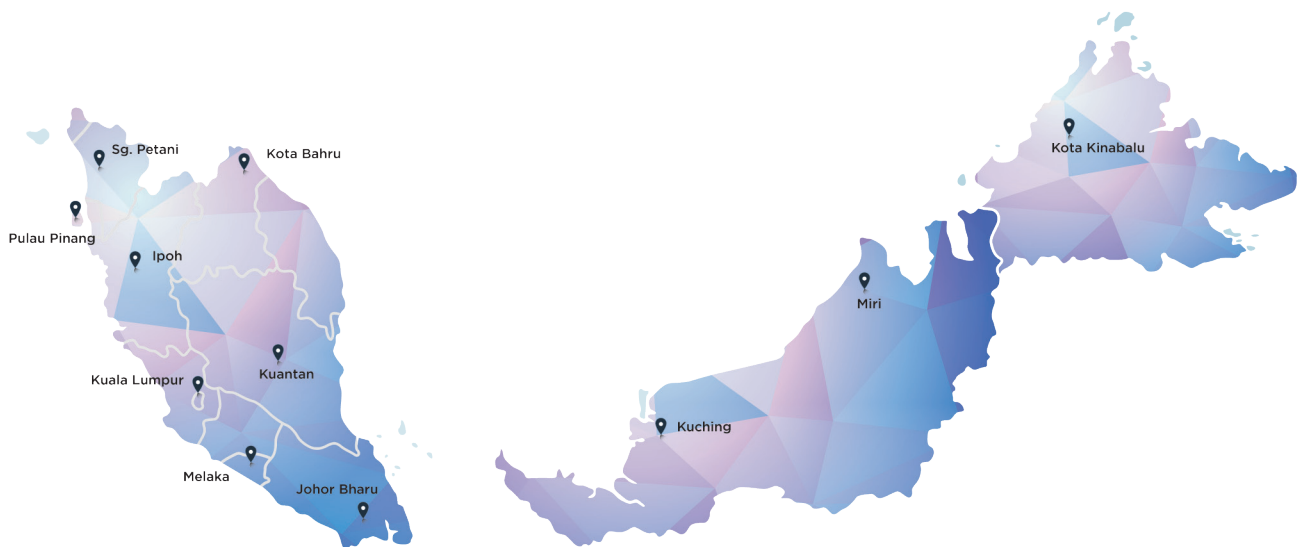 Sg. Petani
Kota Bahru
Pulau Pinang
Ipoh
Kuala Lumpur
Kuantan
Melaka
Johor Bharu
Kota Kinabalu
Miri
Kuching